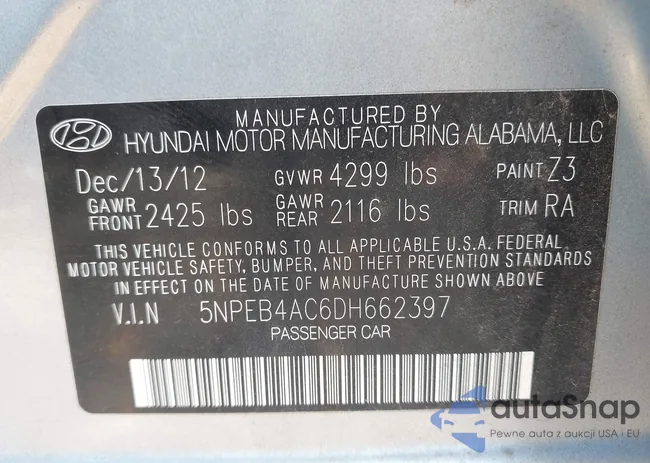 MANUFACTURED BY
HYUNDAI MOTOR MANUFACTURING ALABAMA, LLC
Dec/13/12 GVWR 4299 lbs PAINT Z3
GAWR FRONT 2425 lbs GAWR REAR 2116 lbs TRIM RA
THIS VEHICLE CONFORMS TO ALL APPLICABLE U.S.A. FEDERAL
MOTOR VEHICLE SAFETY, BUMPER, AND THEFT PREVENTION STANDARDS
IN EFFECT ON THE DATE OF MANUFACTURE SHOWN ABOVE.
V.I.N 5NPEB4AC6DH662397
PASSENGER CAR
autaSnap
Pewne auta z aukcji USA i EU